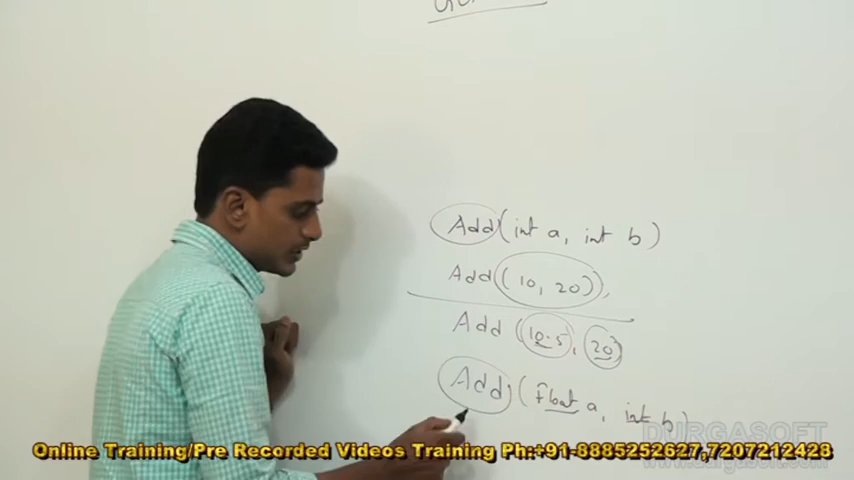 Add(int a, int b)
Add(10, 20);
Add(10.5, 20)
Add(float a, int b)
DURGASOFT
Online Training/Pre Recorded Videos Training Ph:+91-8885252627,7207212428